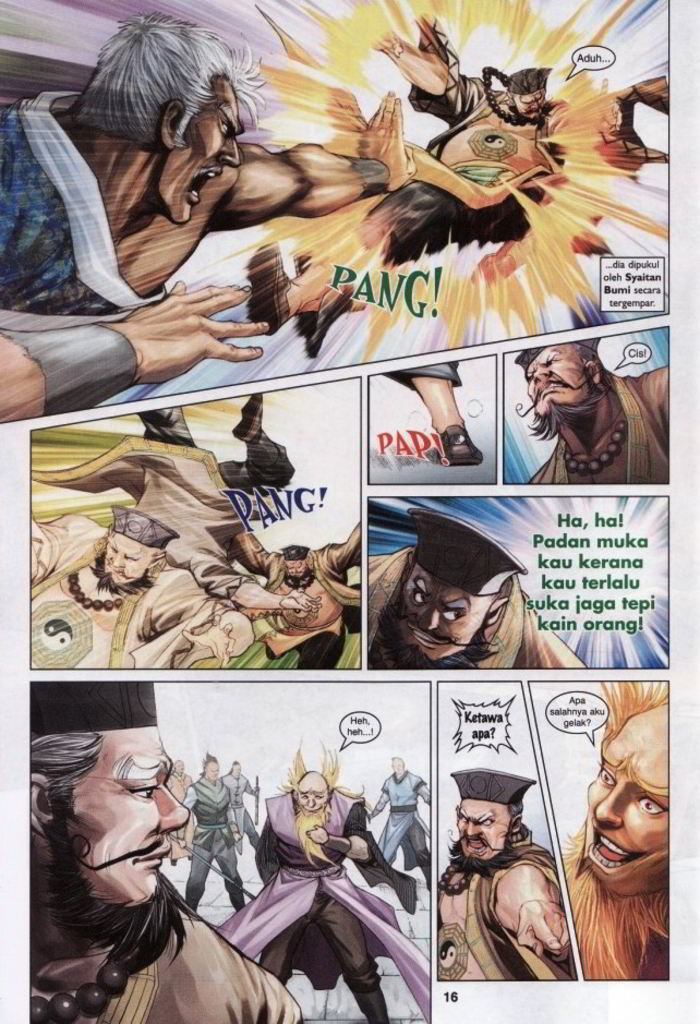 Aduh...
PANG!
...dia dipukul
oleh Syaitan
Bumi secara
tergempar.
PANG!
PAP!
Cis!
Ha, ha!
Padan muka
kau kerana
kau terlalu
suka jaga tepi
kain orang!
Heh,
heh...!
Ketawa
apa?
Apa
salahnya aku
gelak?
16